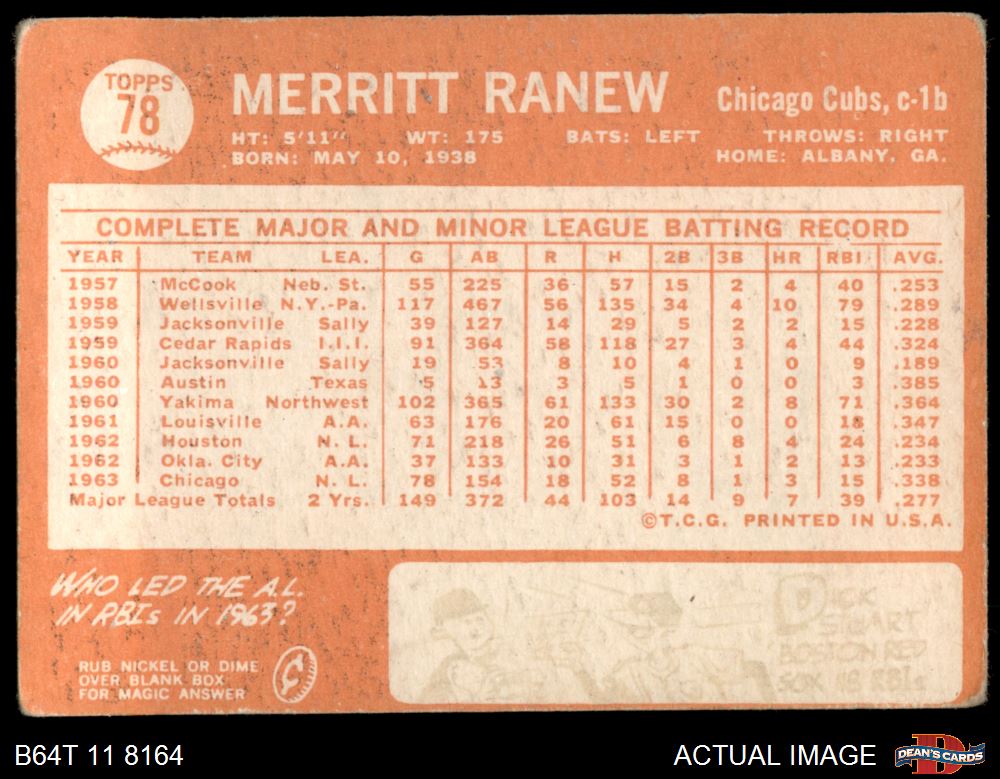 TOPPS
78
MERRITT RANEW
Chicago Cubs, c-1b
HT: 5'11" WT: 175 BATS: LEFT THROWS: RIGHT
BORN: MAY 10, 1938 HOME: ALBANY, GA.
COMPLETE MAJOR AND MINOR LEAGUE BATTING RECORD
YEAR TEAM LEA. G AB R H 2B 3B HR RBI AVG.
1957 McCook Neb. St. 55 225 36 57 15 2 4 40 .253
1958 Wellsville N.Y.-Pa. 117 467 56 135 34 4 10 79 .289
1959 Jacksonville Sally 39 127 14 29 5 2 2 15 .228
1959 Cedar Rapids I.I.I. 91 364 58 118 27 3 4 44 .324
1960 Jacksonville Sally 19 53 8 10 4 1 0 9 .189
1960 Austin Texas 5 13 3 5 1 0 0 3 .385
1960 Yakima Northwest 102 365 61 133 30 2 8 71 .364
1961 Louisville A.A. 63 176 20 61 15 0 0 18 .347
1962 Houston N. L. 71 218 26 51 6 8 4 24 .234
1962 Okla. City A.A. 37 133 10 31 3 1 2 13 .233
1963 Chicago N. L. 78 154 18 52 8 1 3 15 .338
Major League Totals 2 Yrs. 149 372 44 103 14 9 7 39 .277
©T.C.G. PRINTED IN U.S.A.
WHO LED THE A.L.
IN RBIs IN 1963?
RUB NICKEL OR DIME
OVER BLANK BOX
FOR MAGIC ANSWER
DICK
STUART
BOSTON RED
SOX 118 RBIs
B64T 11 8164
ACTUAL IMAGE
DEAN'S CARDS